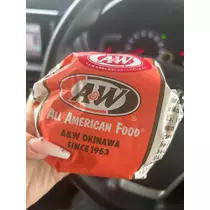 A&W
ALL AMERICAN FOOD®
A&W OKINAWA
SINCE 1963